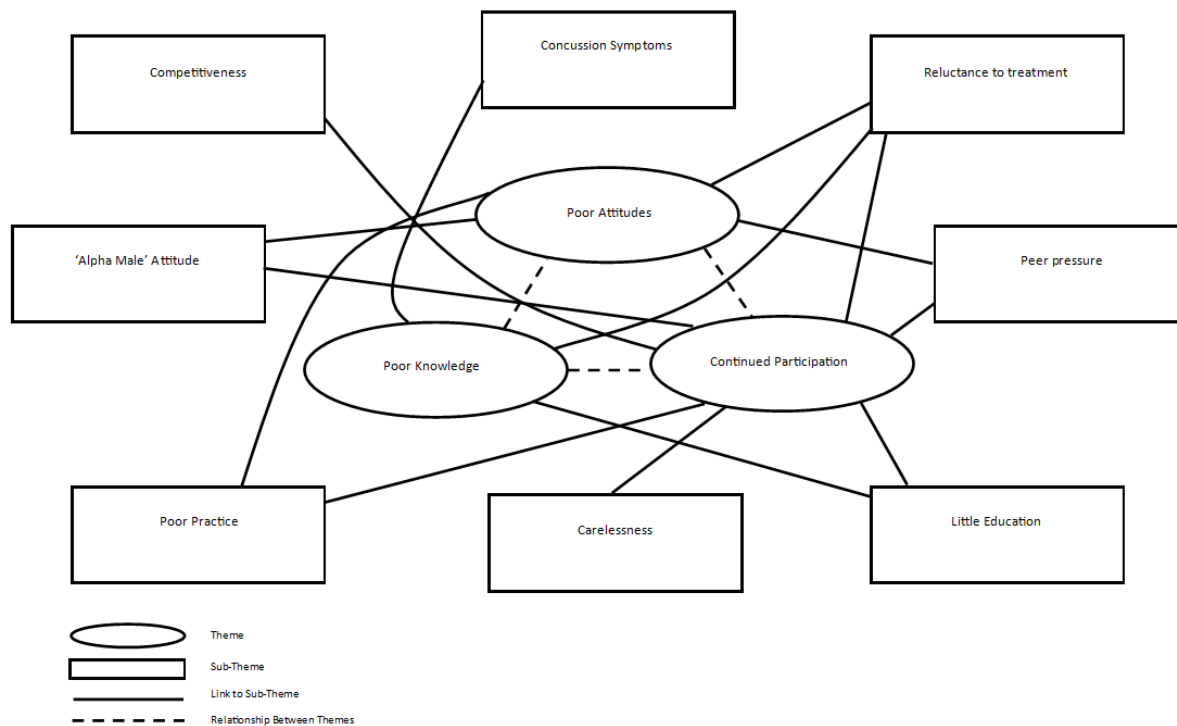 Concussion Symptoms
Competitiveness
Reluctance to treatment
Poor Attitudes
‘Alpha Male’ Attitude
Peer pressure
Poor Knowledge
Continued Participation
Poor Practice
Carelessness
Little Education
Theme
Sub-Theme
Link to Sub-Theme
Relationship Between Themes